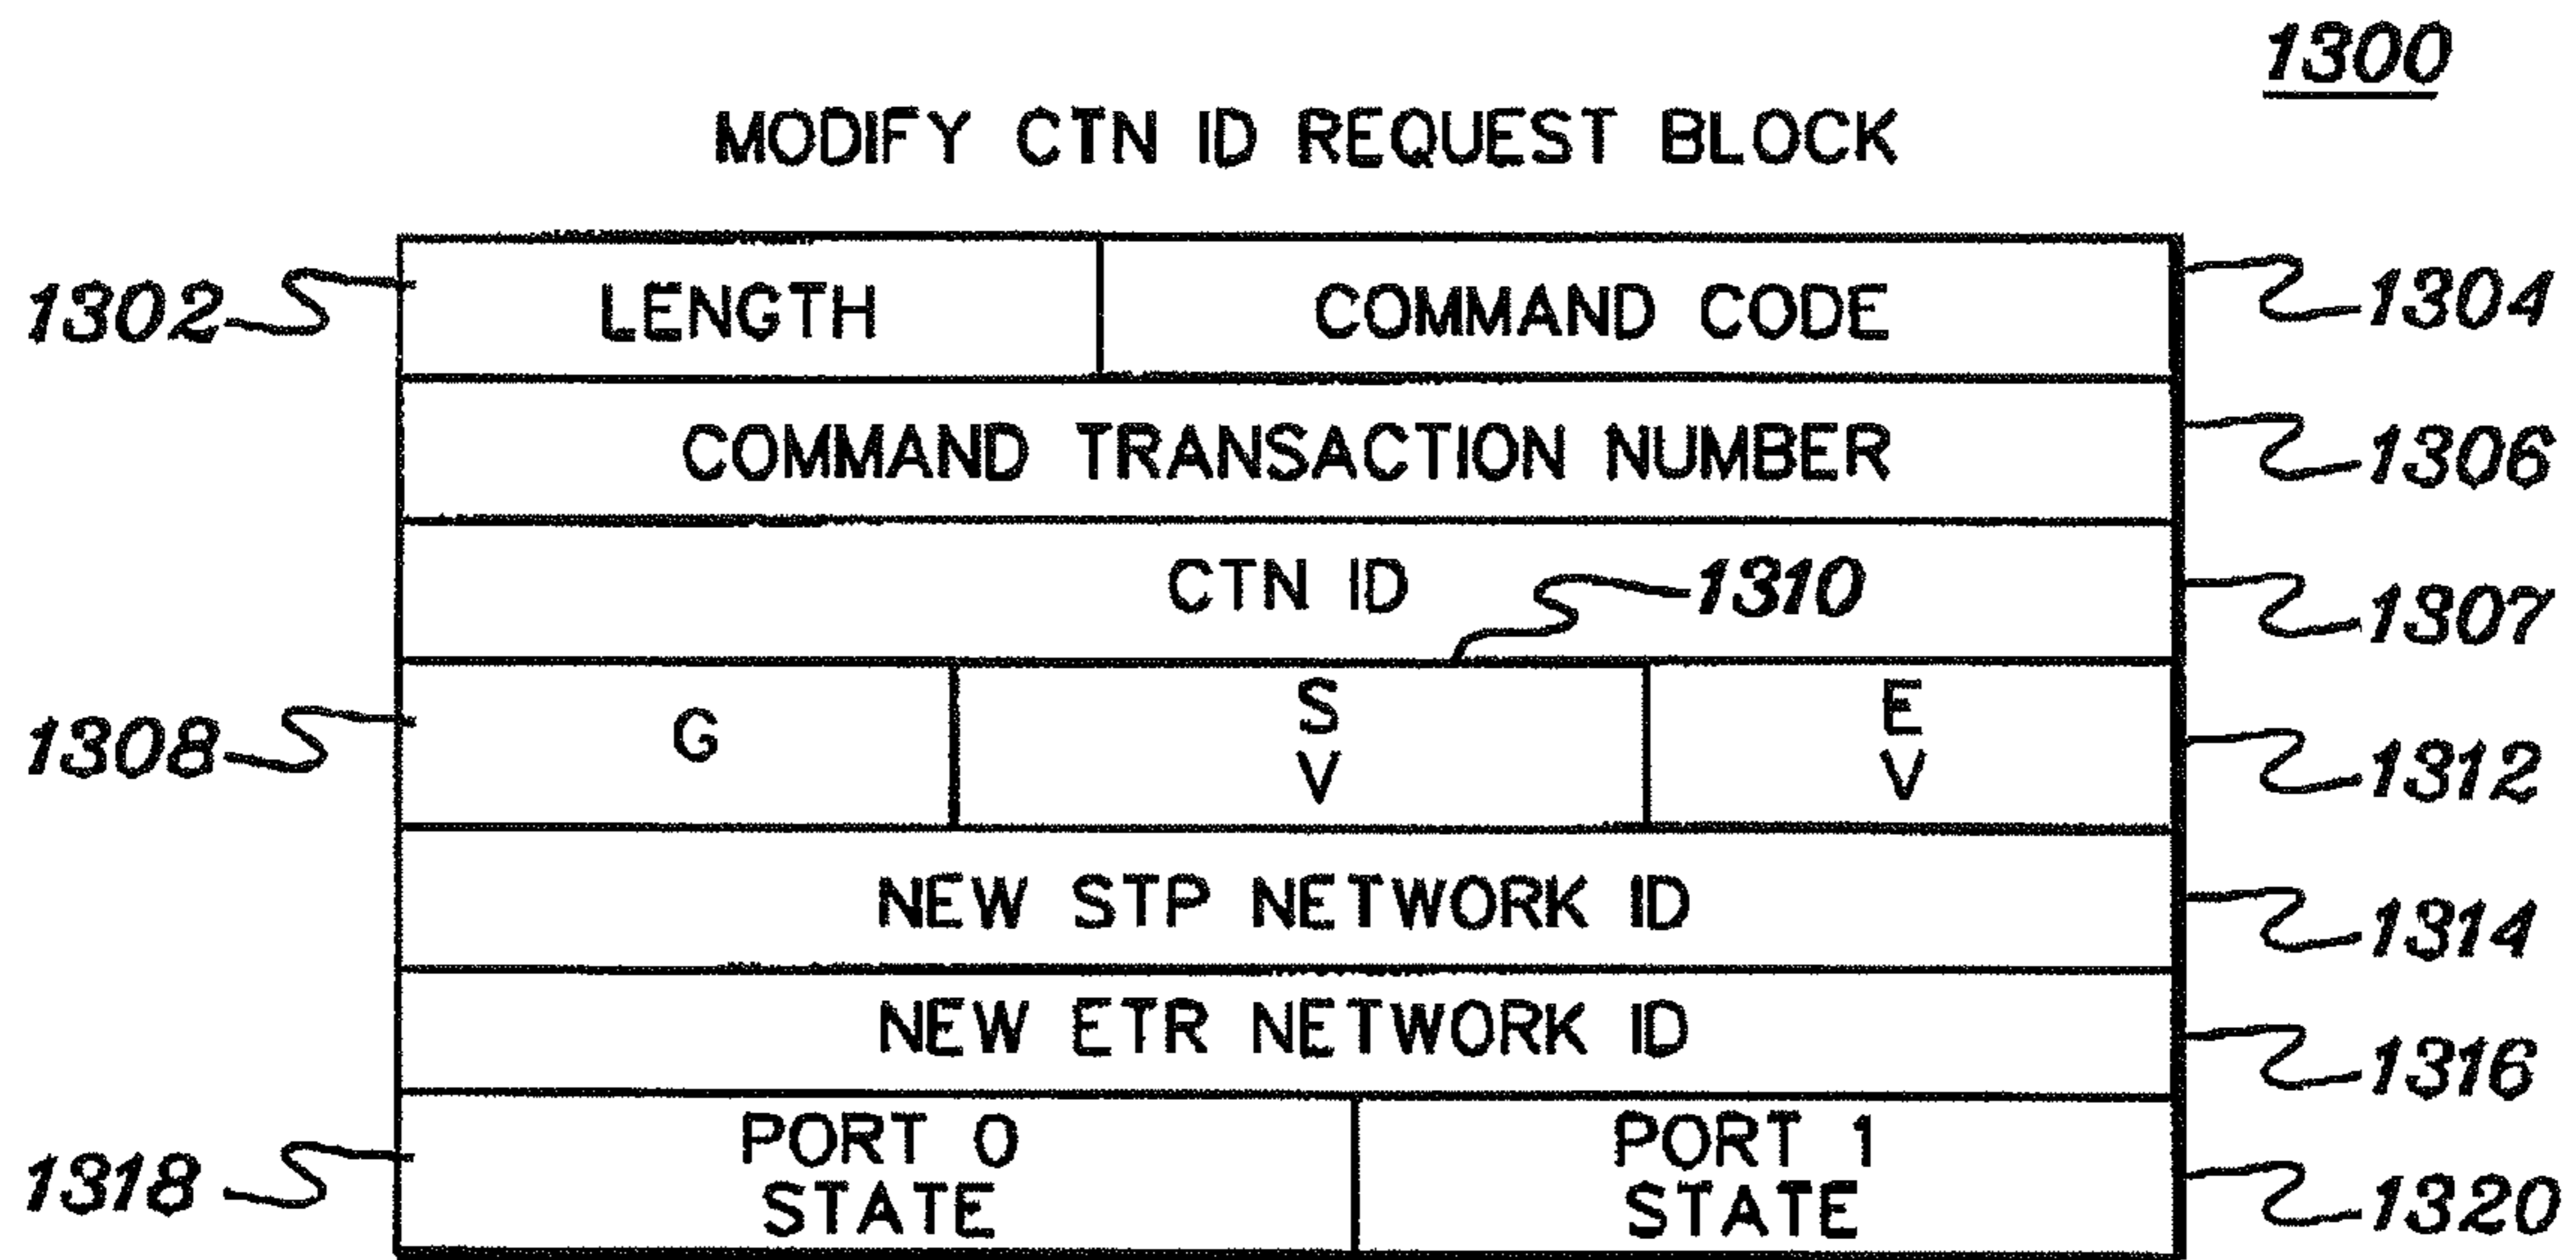 1300
MODIFY CTN ID REQUEST BLOCK
1302 LENGTH COMMAND CODE 1304
COMMAND TRANSACTION NUMBER 1306
CTN ID 1310 1307
1308 G S V E V 1312
NEW STP NETWORK ID 1314
NEW ETR NETWORK ID 1316
1318 PORT 0 STATE PORT 1 STATE 1320